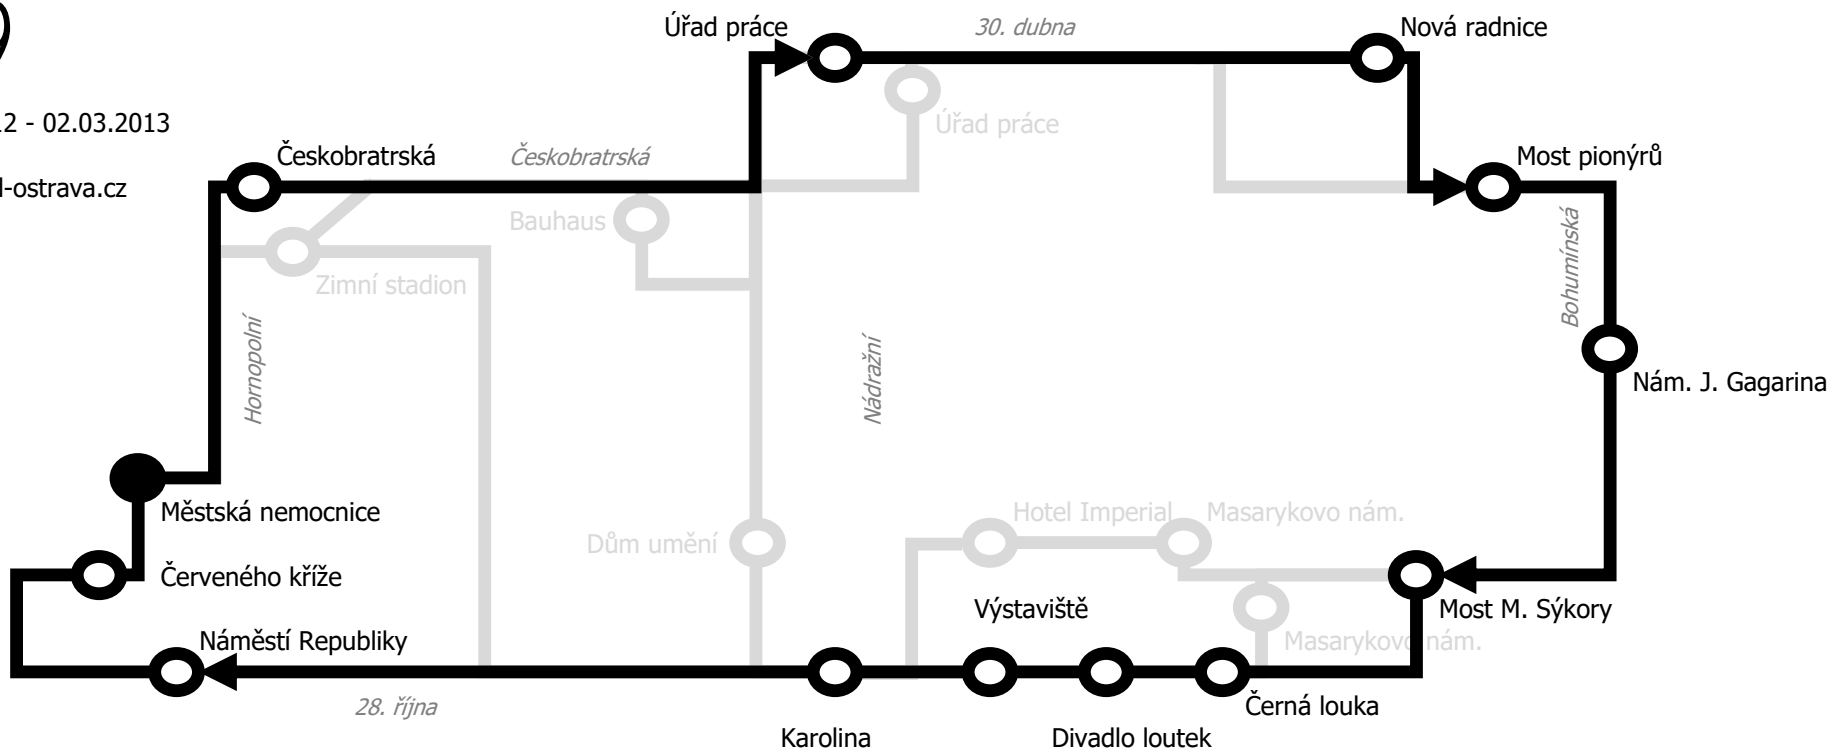 Úřad práce
30. dubna
Nová radnice
12 - 02.03.2013
Úřad práce
Českobratrská
Českobratrská
Most pionýrů
-ostrava.cz
Bauhaus
Bohumínská
Zimní stadion
Hornopolní
Nádražní
Nám. J. Gagarina
Městská nemocnice
Hotel Imperial
Masarykovo nám.
Dům umění
Červeného kříže
Výstaviště
Most M. Sýkory
Náměstí Republiky
Masarykovo nám.
28. října
Černá louka
Karolina
Divadlo loutek